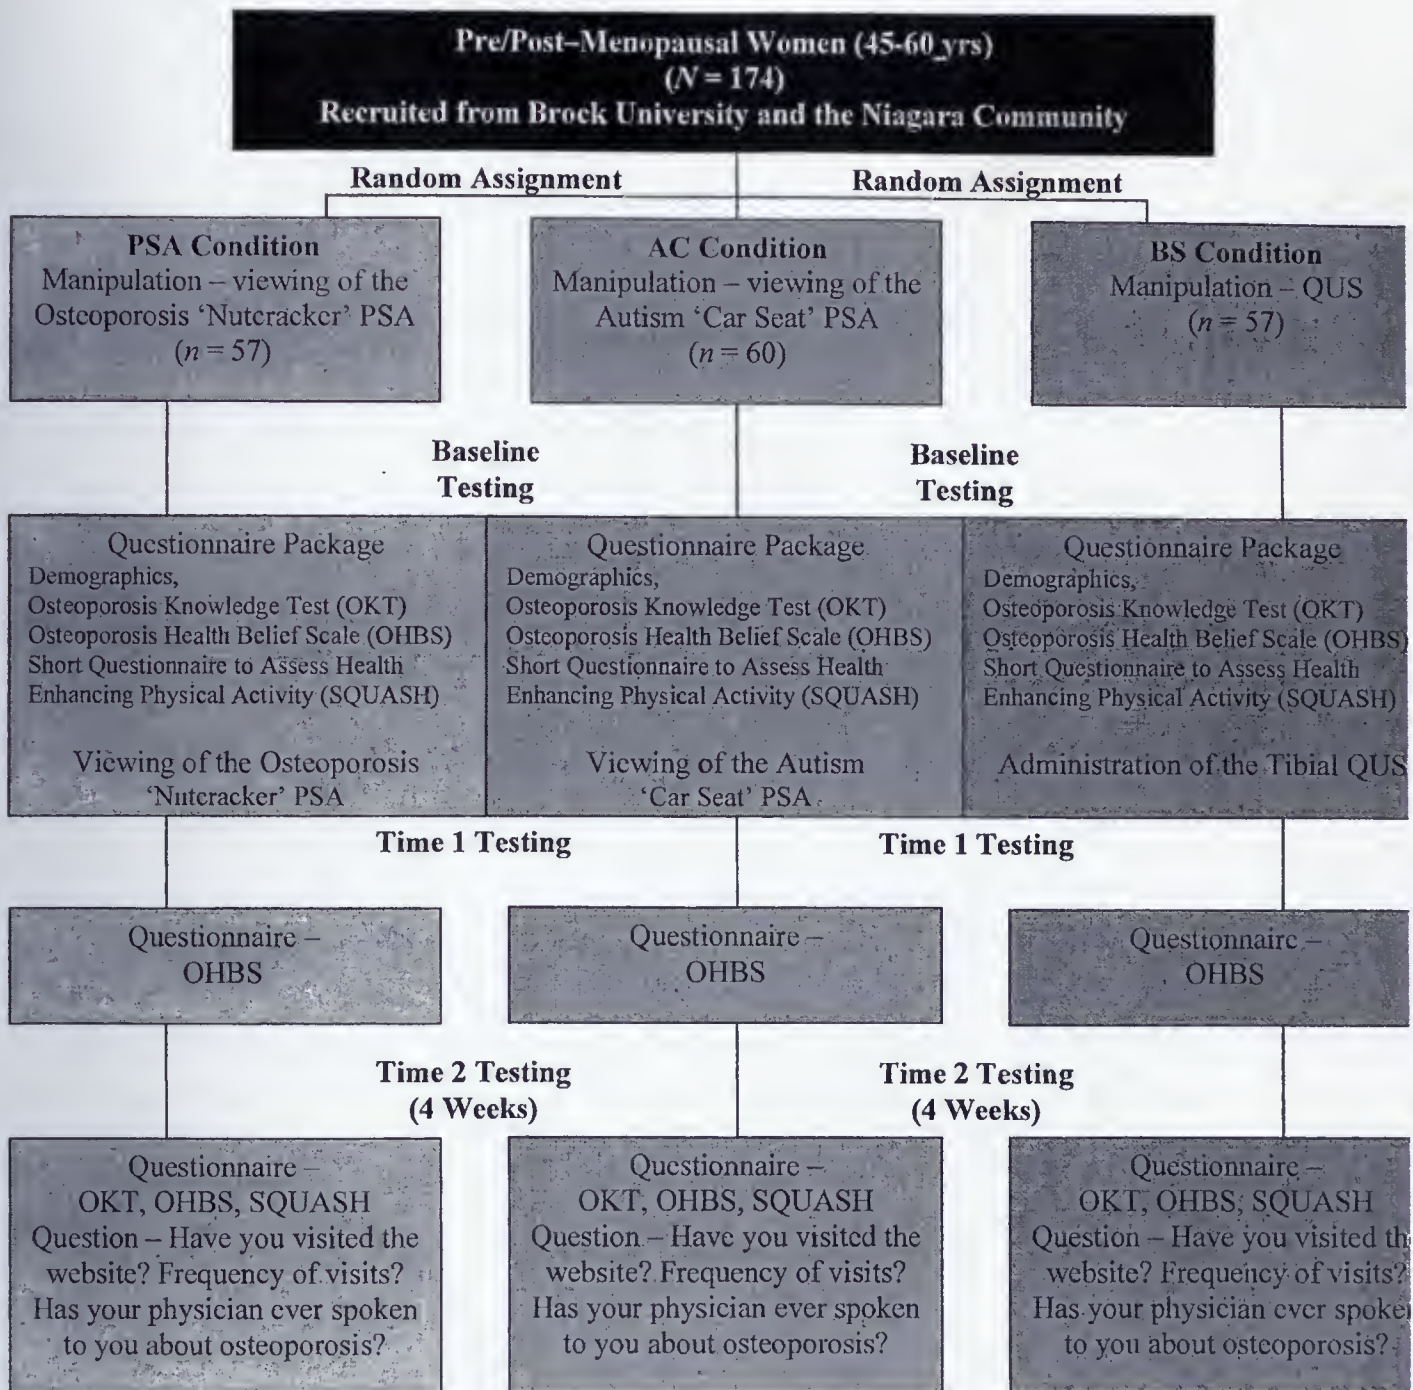 Pre/Post–Menopausal Women (45-60 yrs)
(N = 174)
Recruited from Brock University and the Niagara Community
Random Assignment
Random Assignment
PSA Condition
Manipulation – viewing of the
Osteoporosis ‘Nutcracker’ PSA
(n = 57)
AC Condition
Manipulation – viewing of the
Autism ‘Car Seat’ PSA
(n = 60)
BS Condition
Manipulation – QUS
(n = 57)
Baseline
Testing
Baseline
Testing
Questionnaire Package
Demographics,
Osteoporosis Knowledge Test (OKT)
Osteoporosis Health Belief Scale (OHBS)
Short Questionnaire to Assess Health
Enhancing Physical Activity (SQUASH)
Viewing of the Osteoporosis
‘Nutcracker’ PSA
Questionnaire Package
Demographics,
Osteoporosis Knowledge Test (OKT)
Osteoporosis Health Belief Scale (OHBS)
Short Questionnaire to Assess Health
Enhancing Physical Activity (SQUASH)
Viewing of the Autism
‘Car Seat’ PSA
Questionnaire Package
Demographics,
Osteoporosis Knowledge Test (OKT)
Osteoporosis Health Belief Scale (OHBS)
Short Questionnaire to Assess Health
Enhancing Physical Activity (SQUASH)
Administration of the Tibial QUS
Time 1 Testing
Time 1 Testing
Questionnaire –
OHBS
Questionnaire –
OHBS
Questionnaire –
OHBS
Time 2 Testing
(4 Weeks)
Time 2 Testing
(4 Weeks)
Questionnaire –
OKT, OHBS, SQUASH
Question – Have you visited the
website? Frequency of visits?
Has your physician ever spoken
to you about osteoporosis?
Questionnaire –
OKT, OHBS, SQUASH
Question – Have you visited the
website? Frequency of visits?
Has your physician ever spoken
to you about osteoporosis?
Questionnaire –
OKT, OHBS, SQUASH
Question – Have you visited th
website? Frequency of visits?
Has your physician ever spoke
to you about osteoporosis?